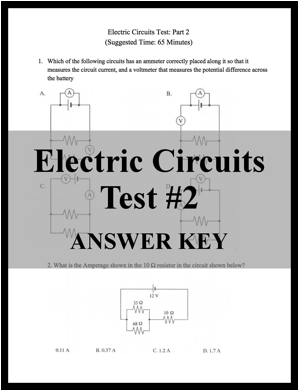 Electric Circuits Test: Part 2
(Suggested Time: 65 Minutes)
1. Which of the following circuits has an ammeter correctly placed along it so that it
measures the circuit current, and a voltmeter that measures the potential difference across
the battery
A. B.
A A
V V
Electric Circuits
Test #2
ANSWER KEY
C.
V A
2. What is the Amperage shown in the 10 Ω resistor in the circuit shown below?
12 V
35 Ω
10 Ω
68 Ω
0.11 A B. 0.37 A C. 1.2 A D. 1.7 A